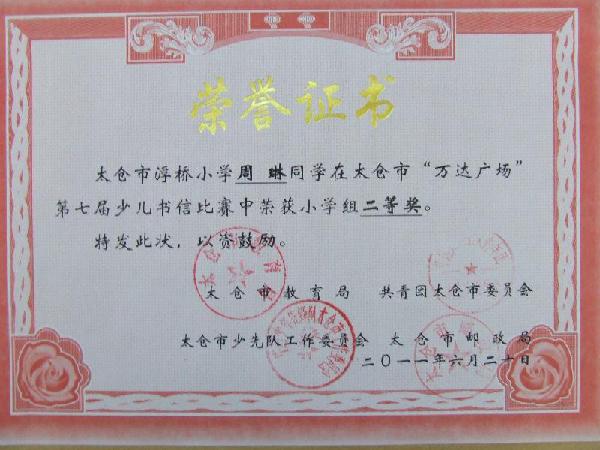 荣誉证书
太仓市浮桥小学周 琳同学在太仓市“万达广场”
第七届少儿书信比赛中荣获小学组二等奖。
特发此状，以资鼓励。
太仓市教育局 共青团太仓市委员会
太仓市少先队工作委员会 太仓市邮政局
二〇一一年六月二十日